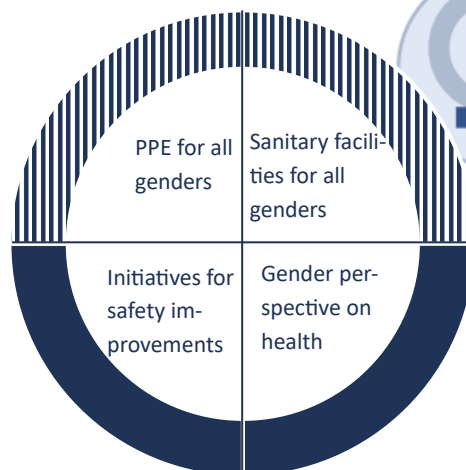 PPE for all
genders
Sanitary facili-
ties for all
genders
Initiatives for
safety im-
provements
Gender per-
spective on
health